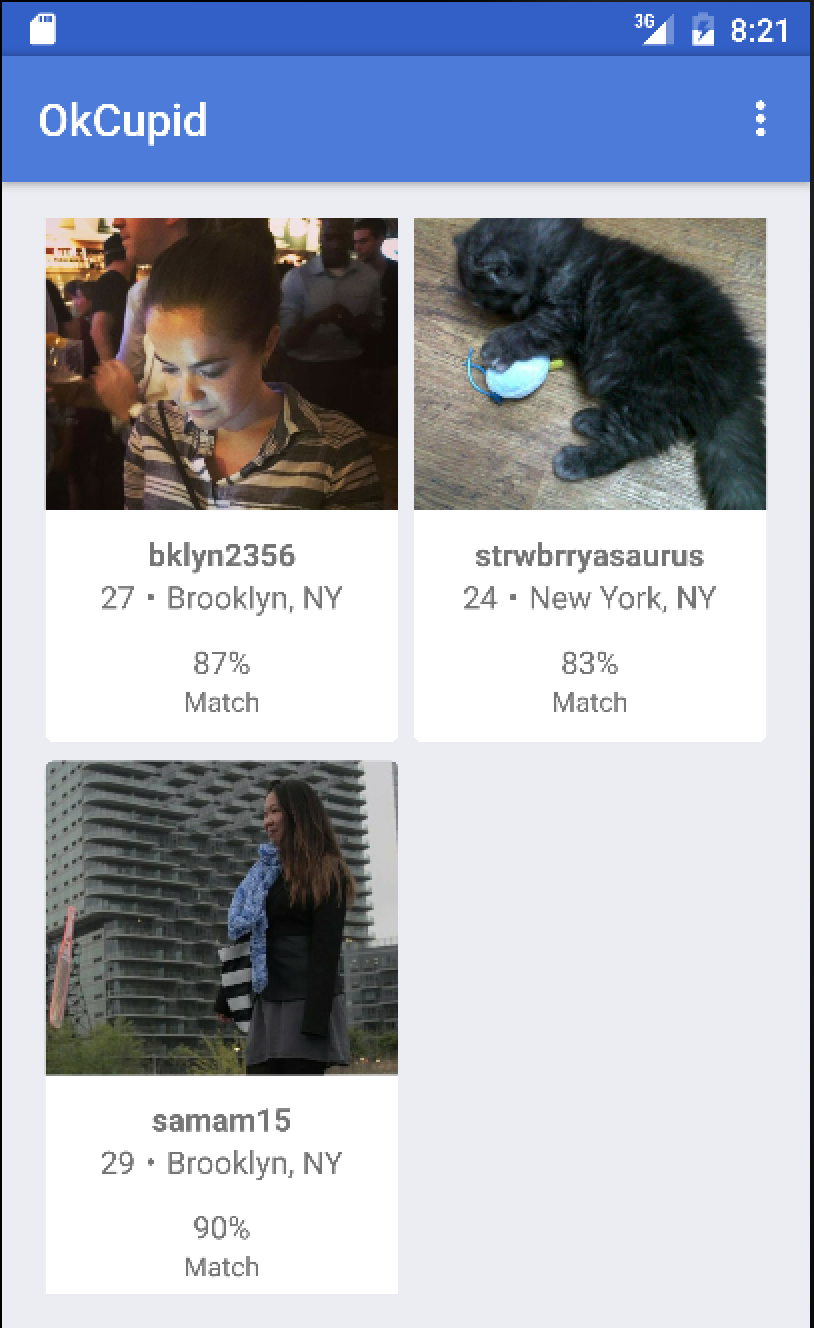 3G 8:21
OkCupid
bklyn2356
27 • Brooklyn, NY
87%
Match
strwbrryasaurus
24 • New York, NY
83%
Match
samam15
29 • Brooklyn, NY
90%
Match